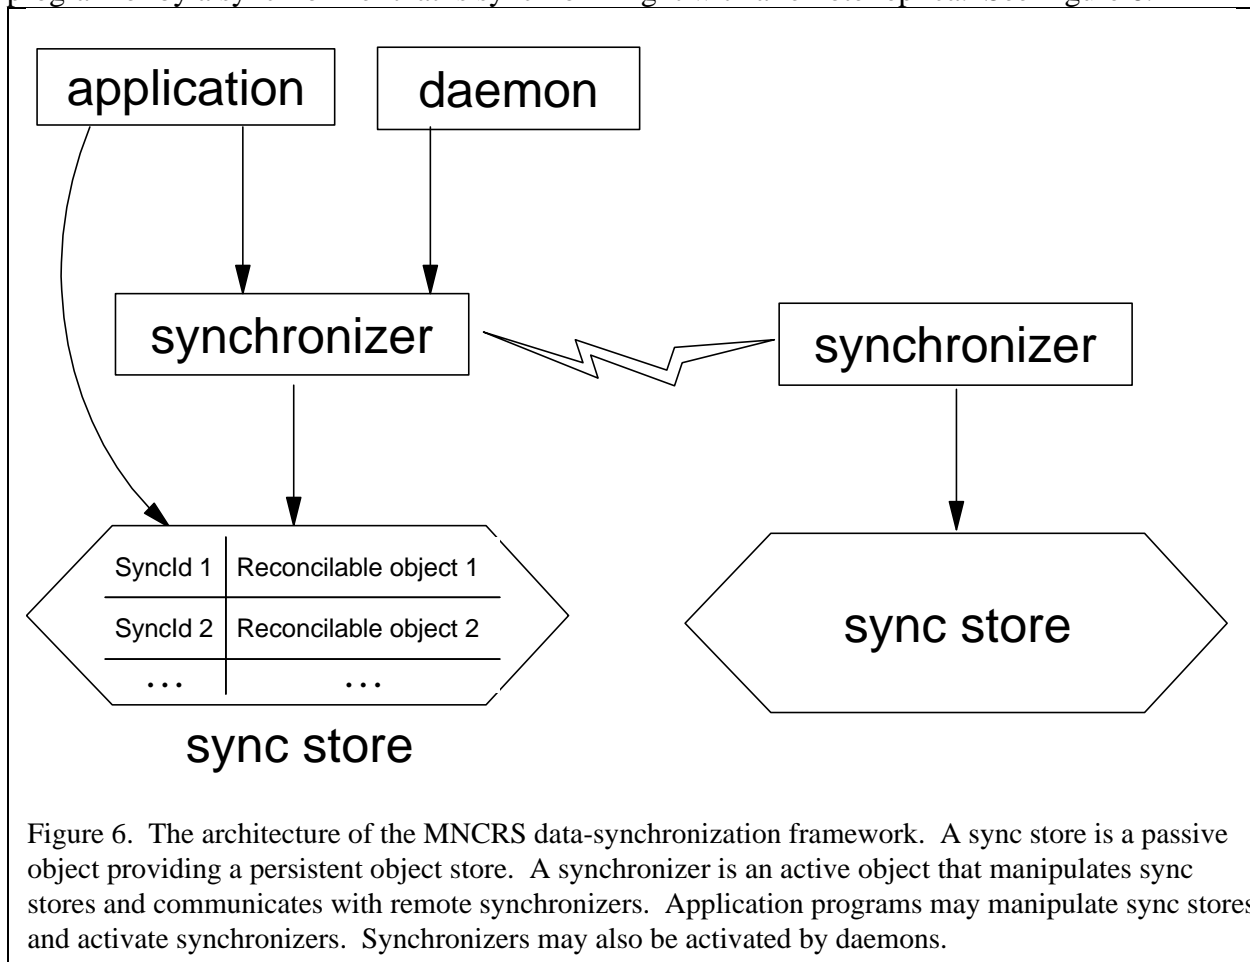 application
daemon
synchronizer
synchronizer
SyncId 1 Reconcilable object 1
SyncId 2 Reconcilable object 2
... ...
sync store
sync store
Figure 6. The architecture of the MNCRS data-synchronization framework. A sync store is a passive
object providing a persistent object store. A synchronizer is an active object that manipulates sync
stores and communicates with remote synchronizers. Application programs may manipulate sync stores
and activate synchronizers. Synchronizers may also be activated by daemons.